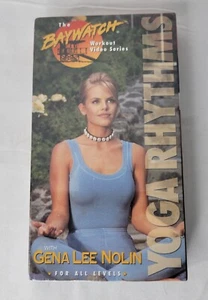 The
BAYWATCH
Workout
Video Series
YOGA RHYTHMS
WITH
GENA LEE NOLIN
FOR ALL LEVELS